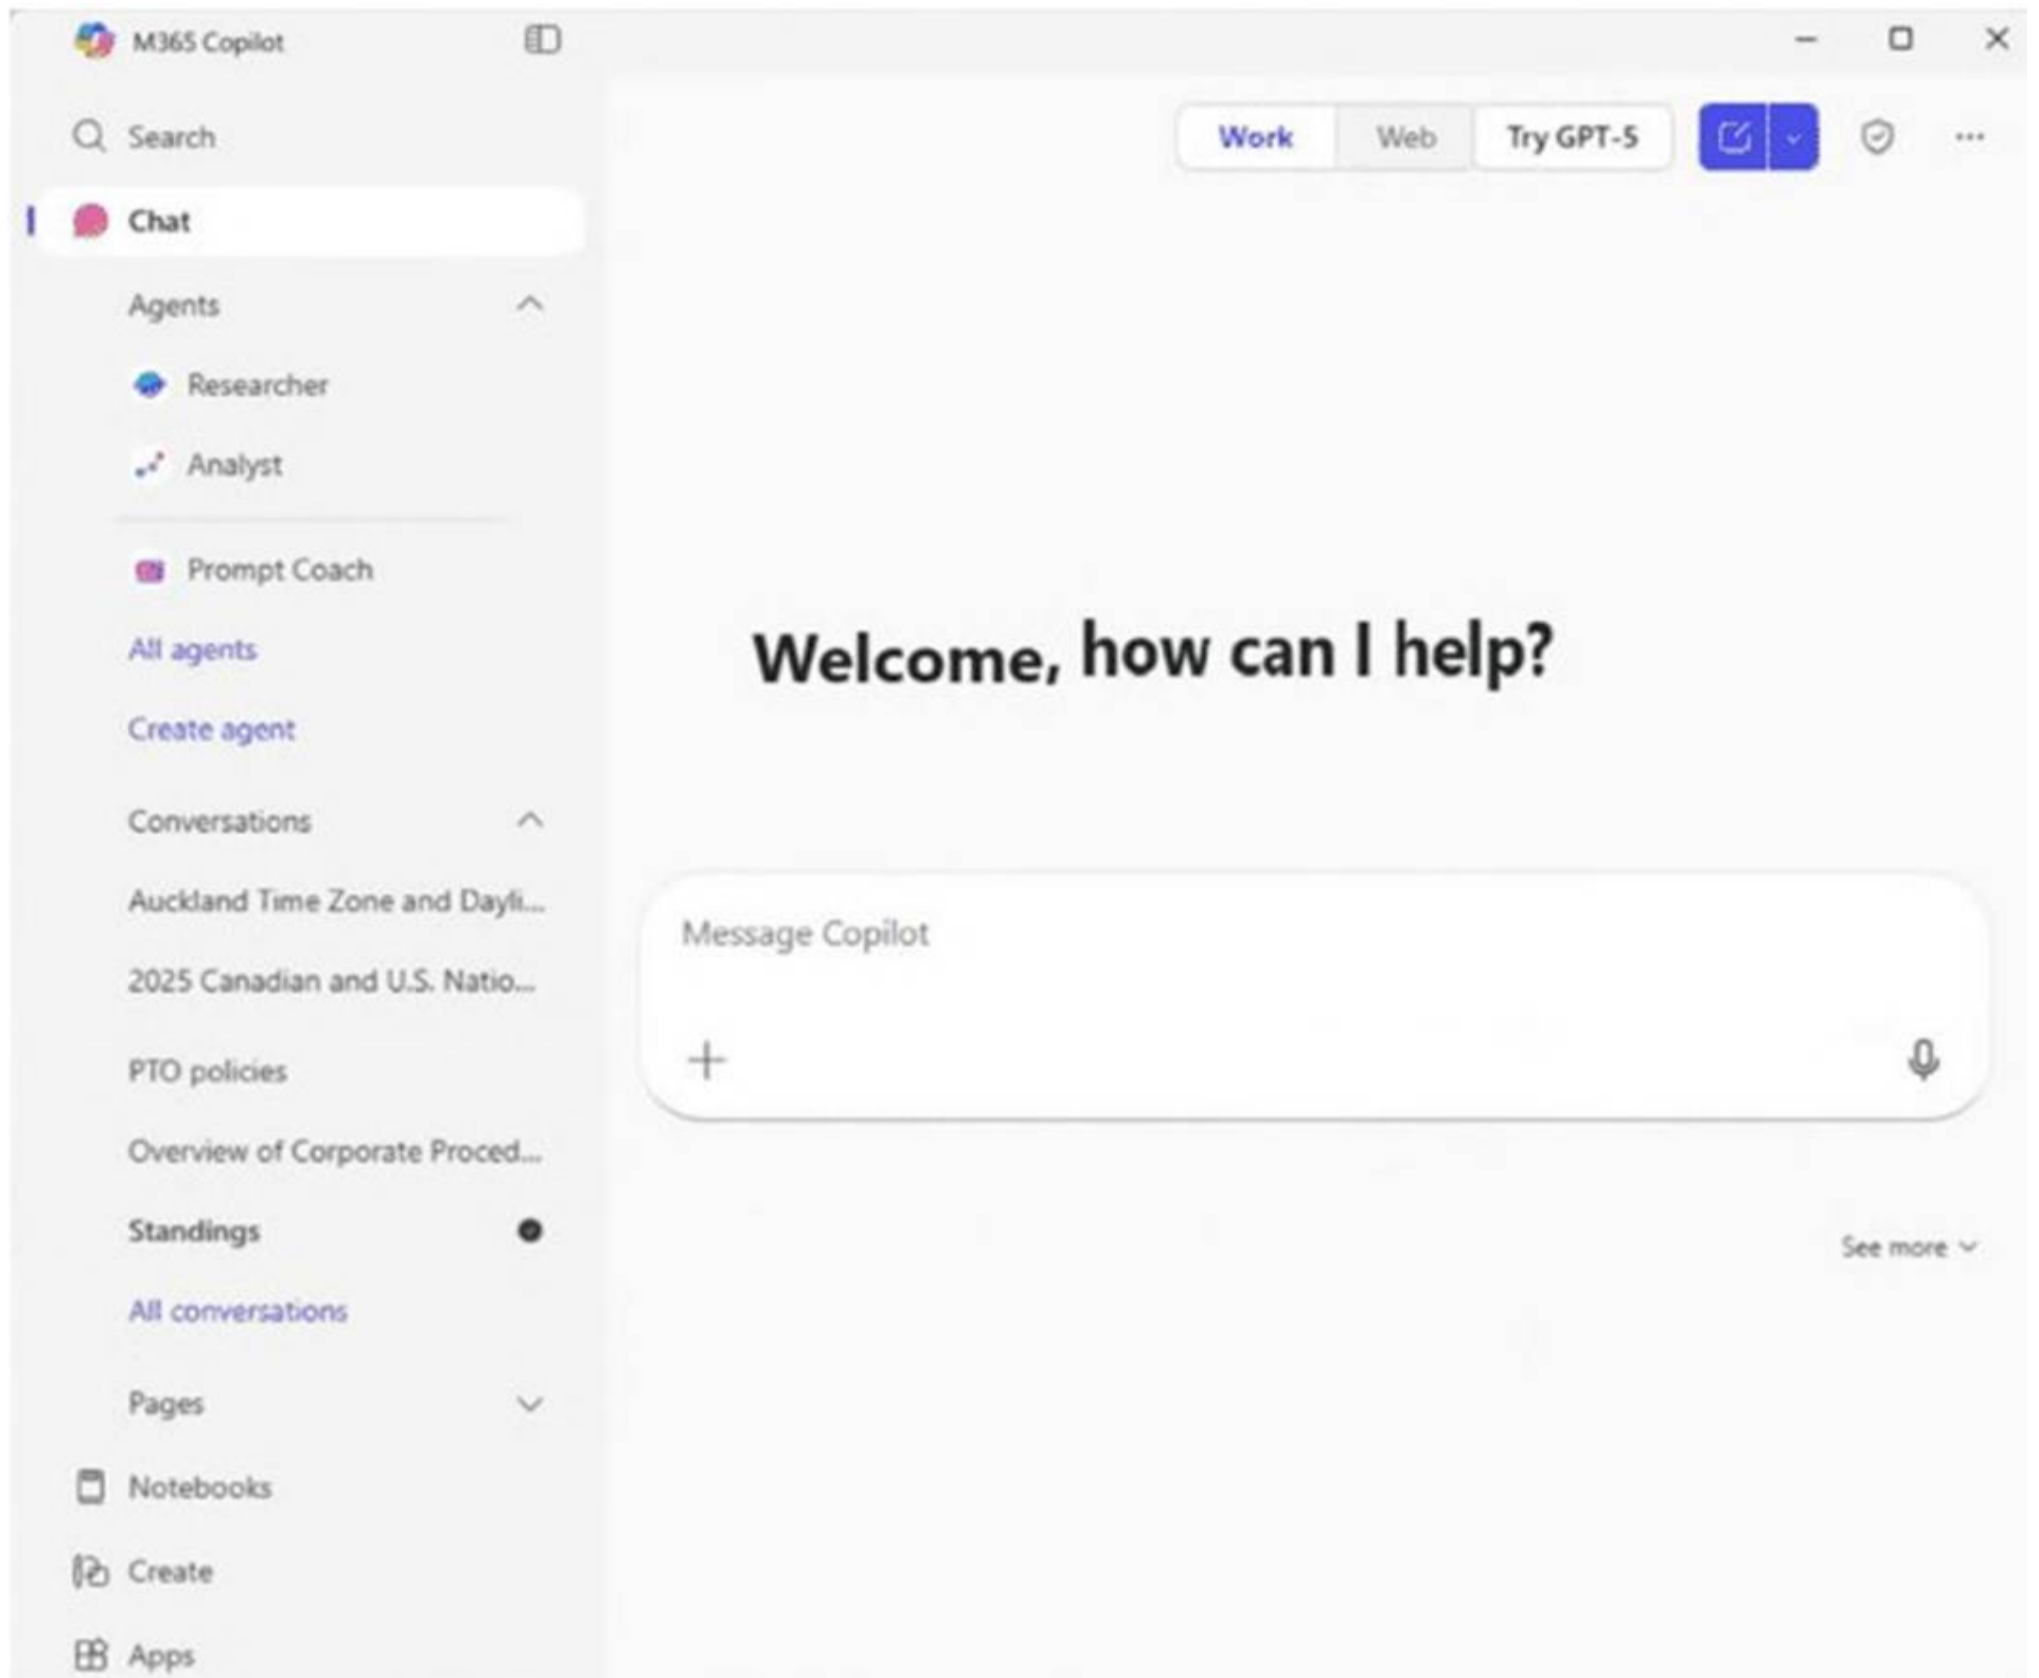 M365 Copilot
Search
Chat
Agents
Researcher
Analyst
Prompt Coach
All agents
Create agent
Conversations
Auckland Time Zone and Dayli...
2025 Canadian and U.S. Natio...
PTO policies
Overview of Corporate Proced...
Standings
All conversations
Pages
Notebooks
Create
Apps
Work Web Try GPT-5
Welcome, how can I help?
Message Copilot
See more